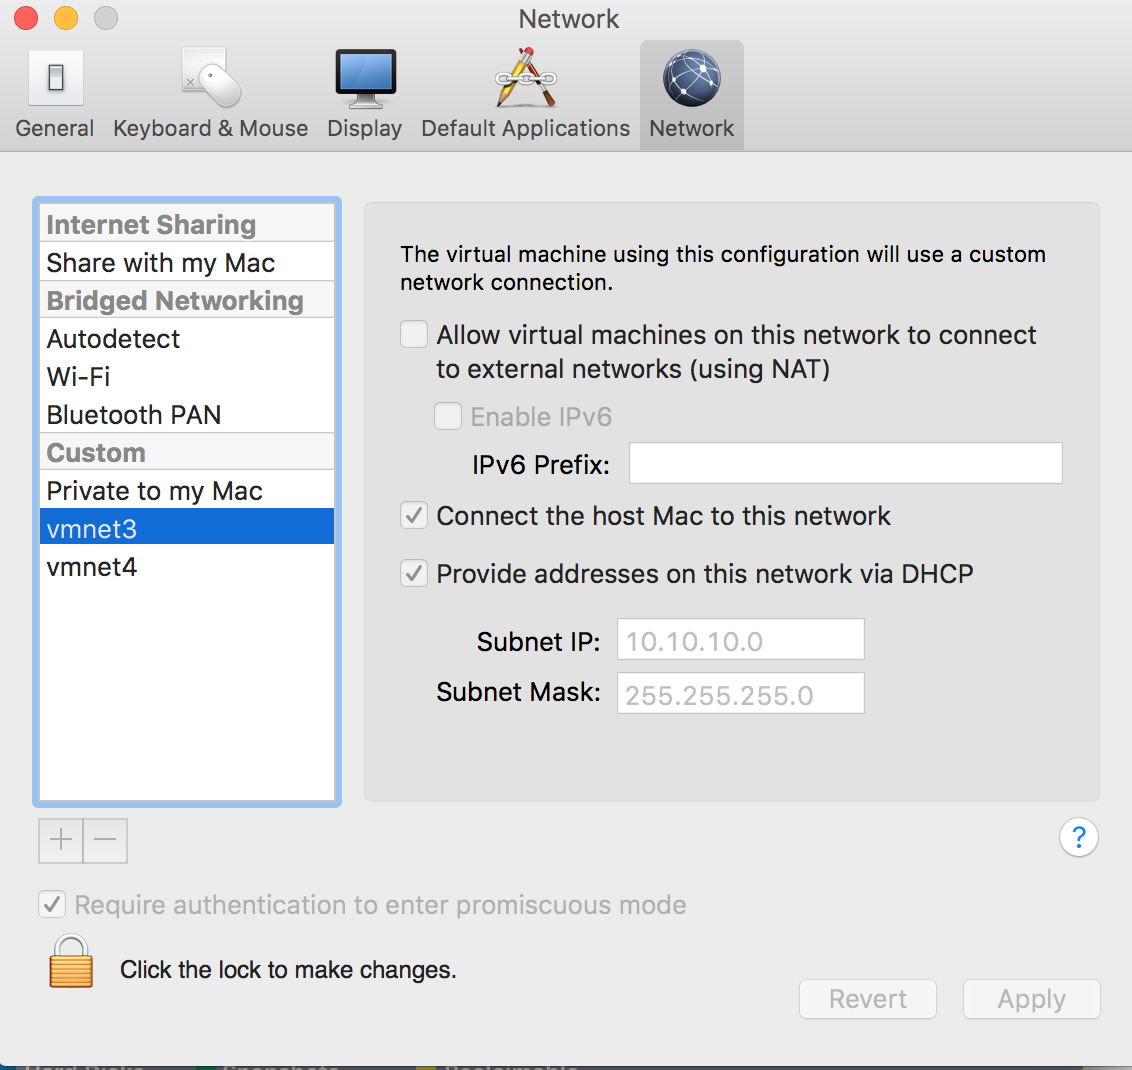 Network
General
Keyboard & Mouse
Display
Default Applications
Network
Internet Sharing
Share with my Mac
Bridged Networking
Autodetect
Wi-Fi
Bluetooth PAN
Custom
Private to my Mac
vmnet3
vmnet4
The virtual machine using this configuration will use a custom
network connection.
Allow virtual machines on this network to connect
to external networks (using NAT)
Enable IPv6
IPv6 Prefix:
Connect the host Mac to this network
Provide addresses on this network via DHCP
Subnet IP: 10.10.10.0
Subnet Mask: 255.255.255.0
?
Require authentication to enter promiscuous mode
Click the lock to make changes.
Revert
Apply